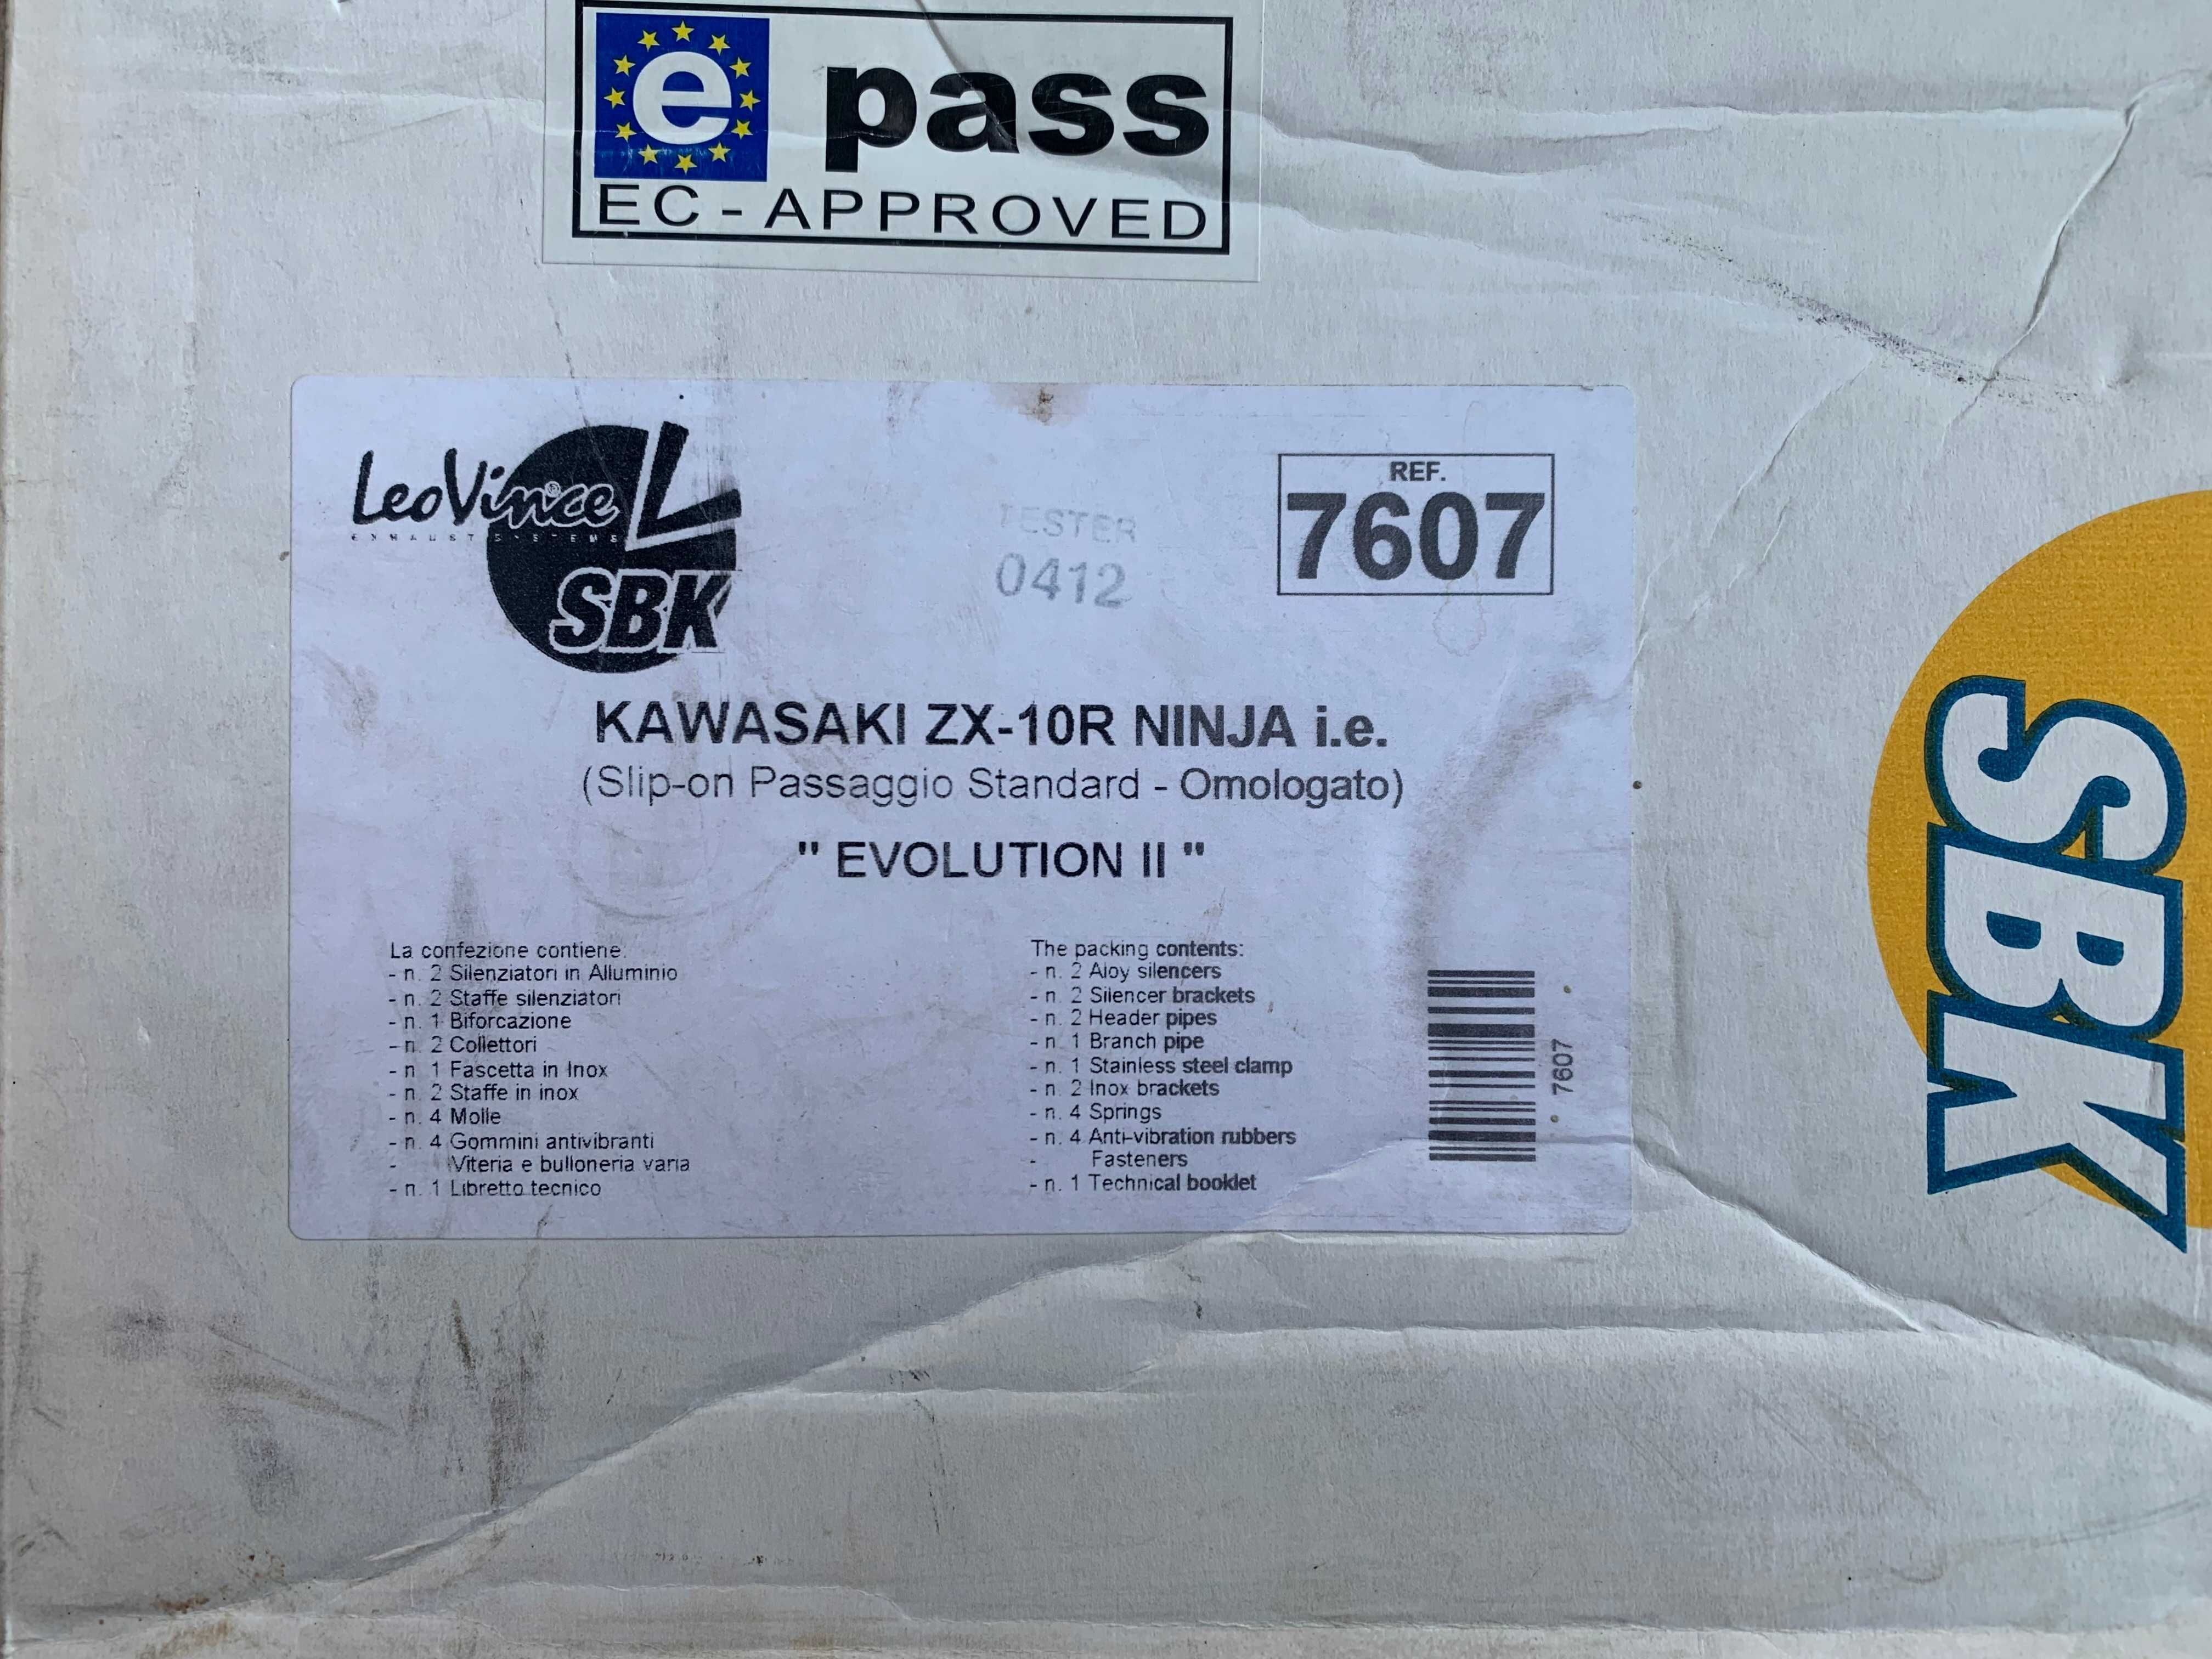 e pass
EC - APPROVED
LeoVince
EXHAUST SYSTEMS
L
SBK
TESTER
0412
REF.
7607
KAWASAKI ZX-10R NINJA i.e.
(Slip-on Passaggio Standard - Omologato)
" EVOLUTION II "
La confezione contiene:
- n. 2 Silenziatori in Alluminio
- n. 2 Staffe silenziatori
- n. 1 Biforcazione
- n. 2 Collettori
- n. 1 Fascetta in Inox
- n. 2 Staffe in inox
- n. 4 Molle
- n. 4 Gommini antivibranti
- Viteria e bulloneria varia
- n. 1 Libretto tecnico
The packing contents:
- n. 2 Aloy silencers
- n. 2 Silencer brackets
- n. 2 Header pipes
- n. 1 Branch pipe
- n. 1 Stainless steel clamp
- n. 2 Inox brackets
- n. 4 Springs
- n. 4 Anti-vibration rubbers
- Fasteners
- n. 1 Technical booklet
7607
SBK